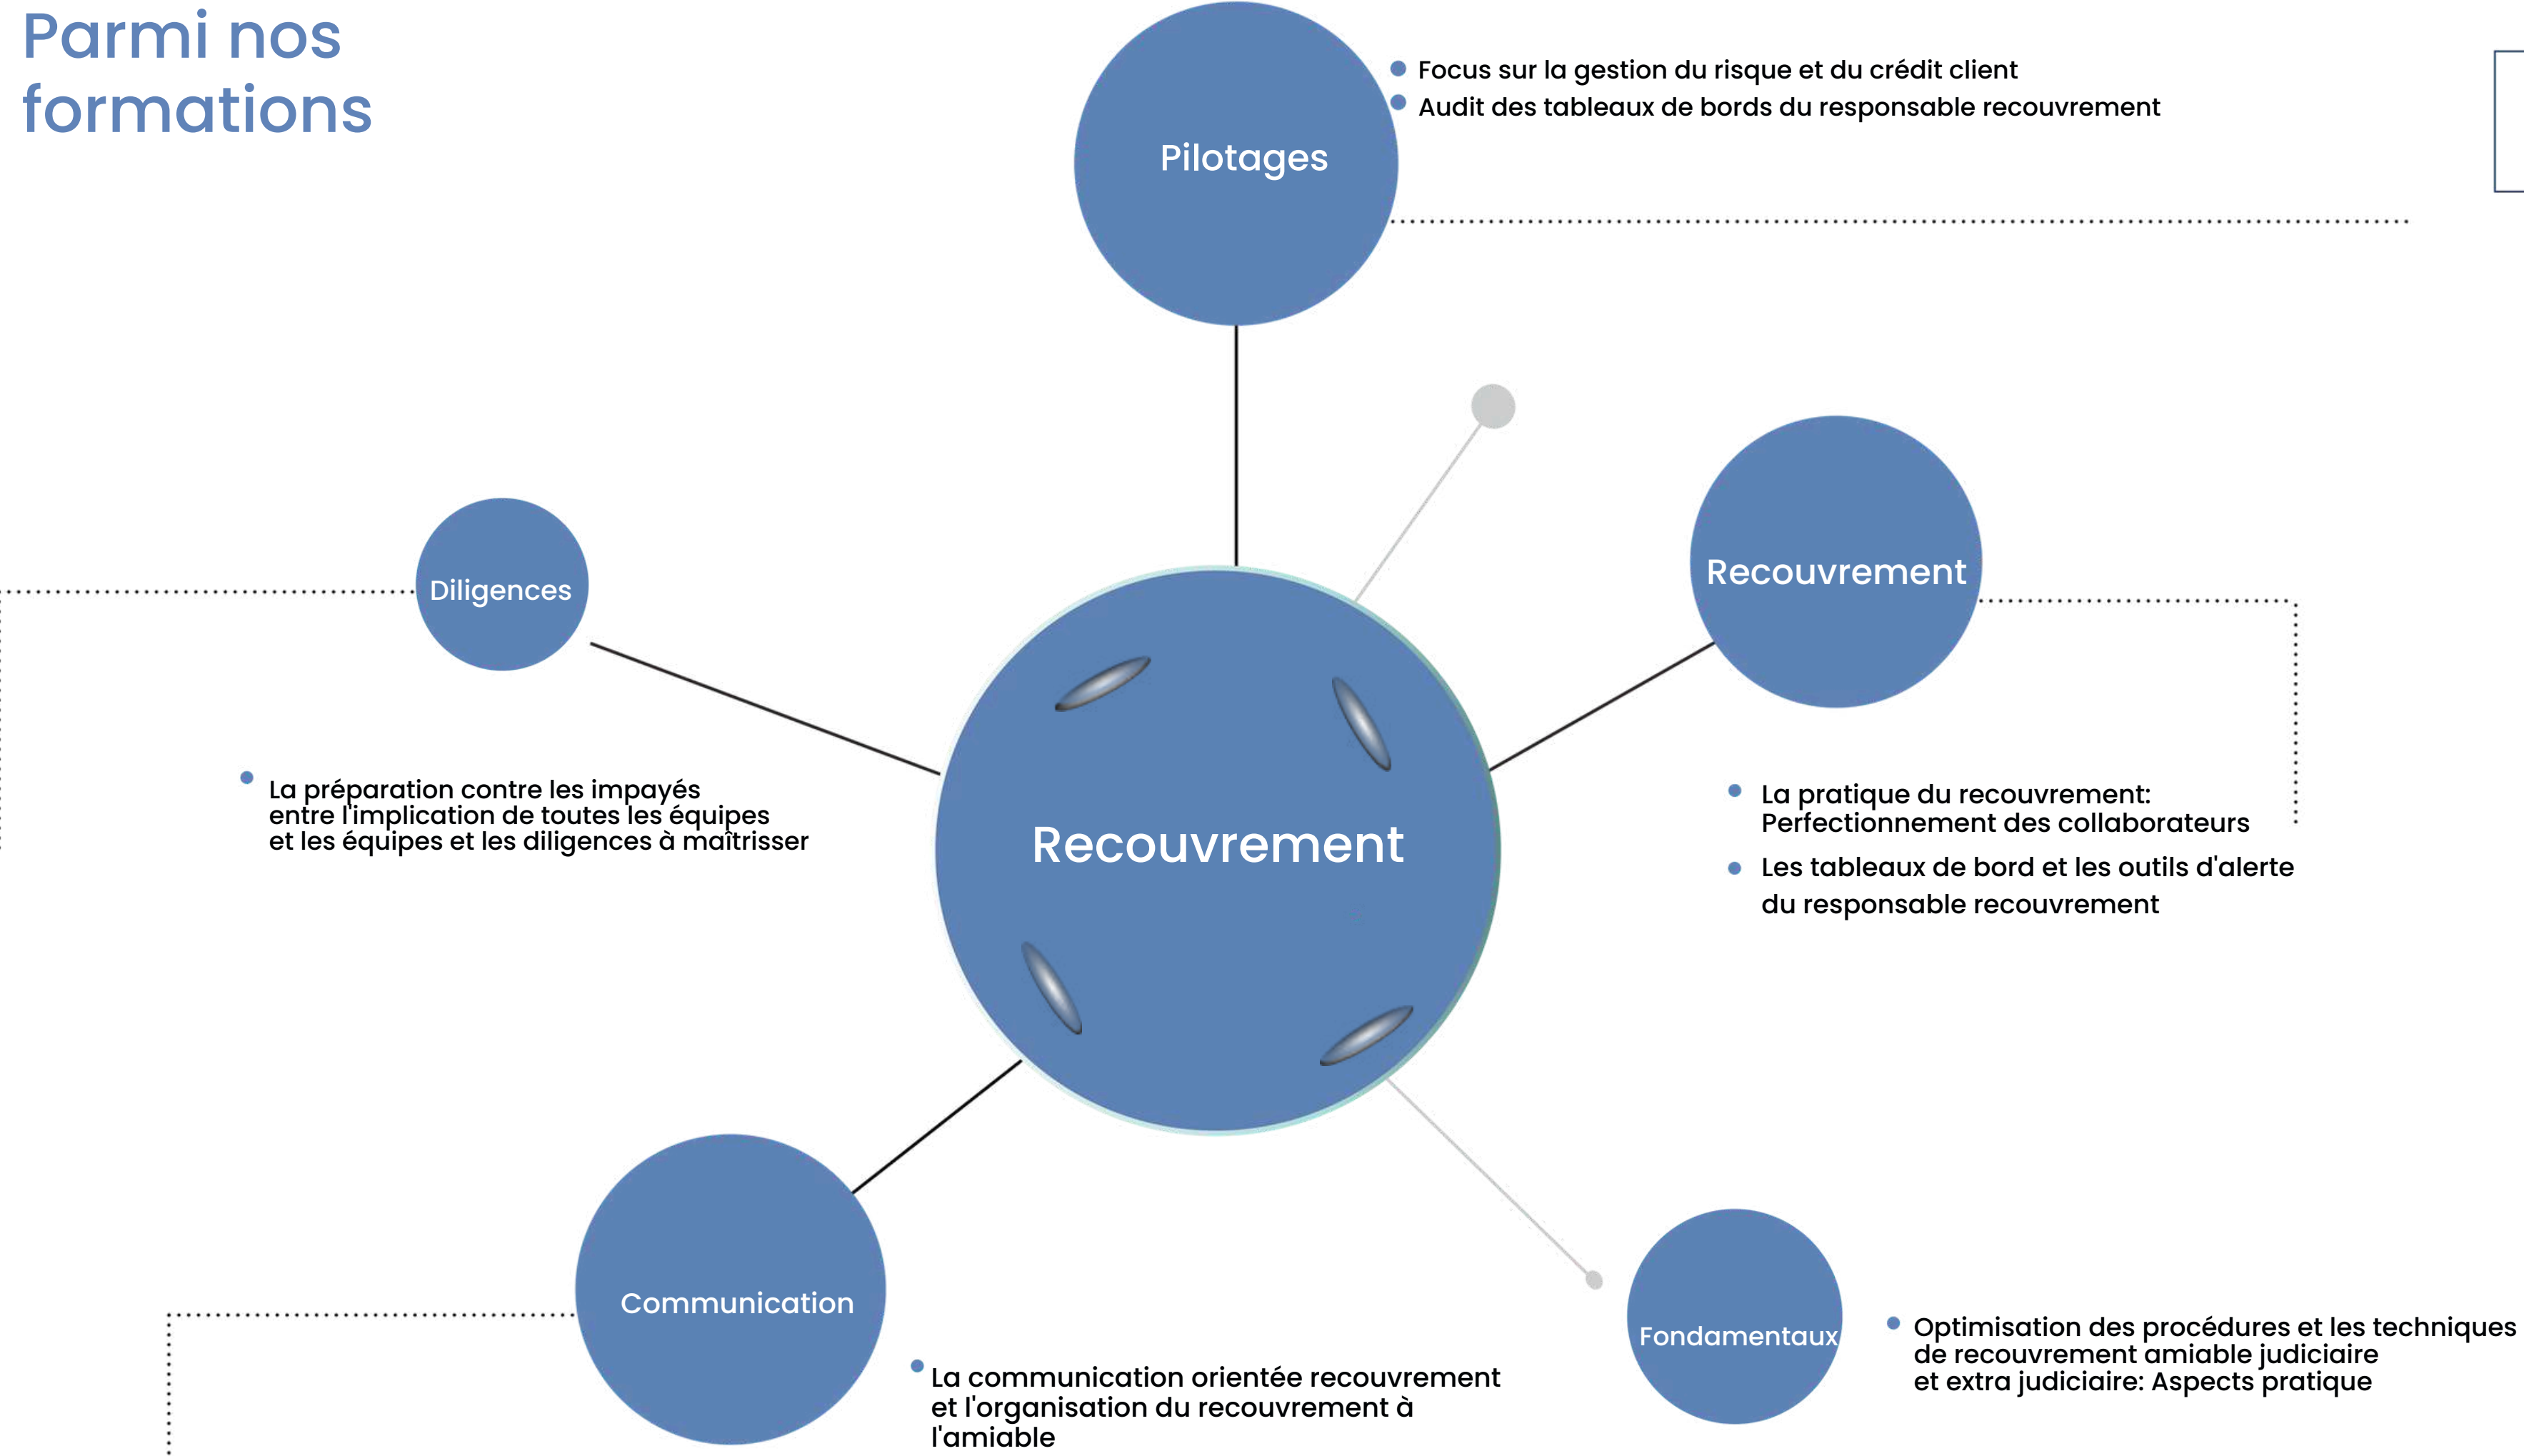 Parmi nos
formations
Pilotages
Focus sur la gestion du risque et du crédit client
Audit des tableaux de bords du responsable recouvrement
Diligences
La préparation contre les impayés
entre l'implication de toutes les équipes
et les équipes et les diligences à maîtrisser
Recouvrement
Recouvrement
La pratique du recouvrement:
Perfectionnement des collaborateurs
Les tableaux de bord et les outils d'alerte
du responsable recouvrement
Communication
La communication orientée recouvrement
et l'organisation du recouvrement à
l'amiable
Fondamentaux
Optimisation des procédures et les techniques
de recouvrement amiable judiciaire
et extra judiciaire: Aspects pratique